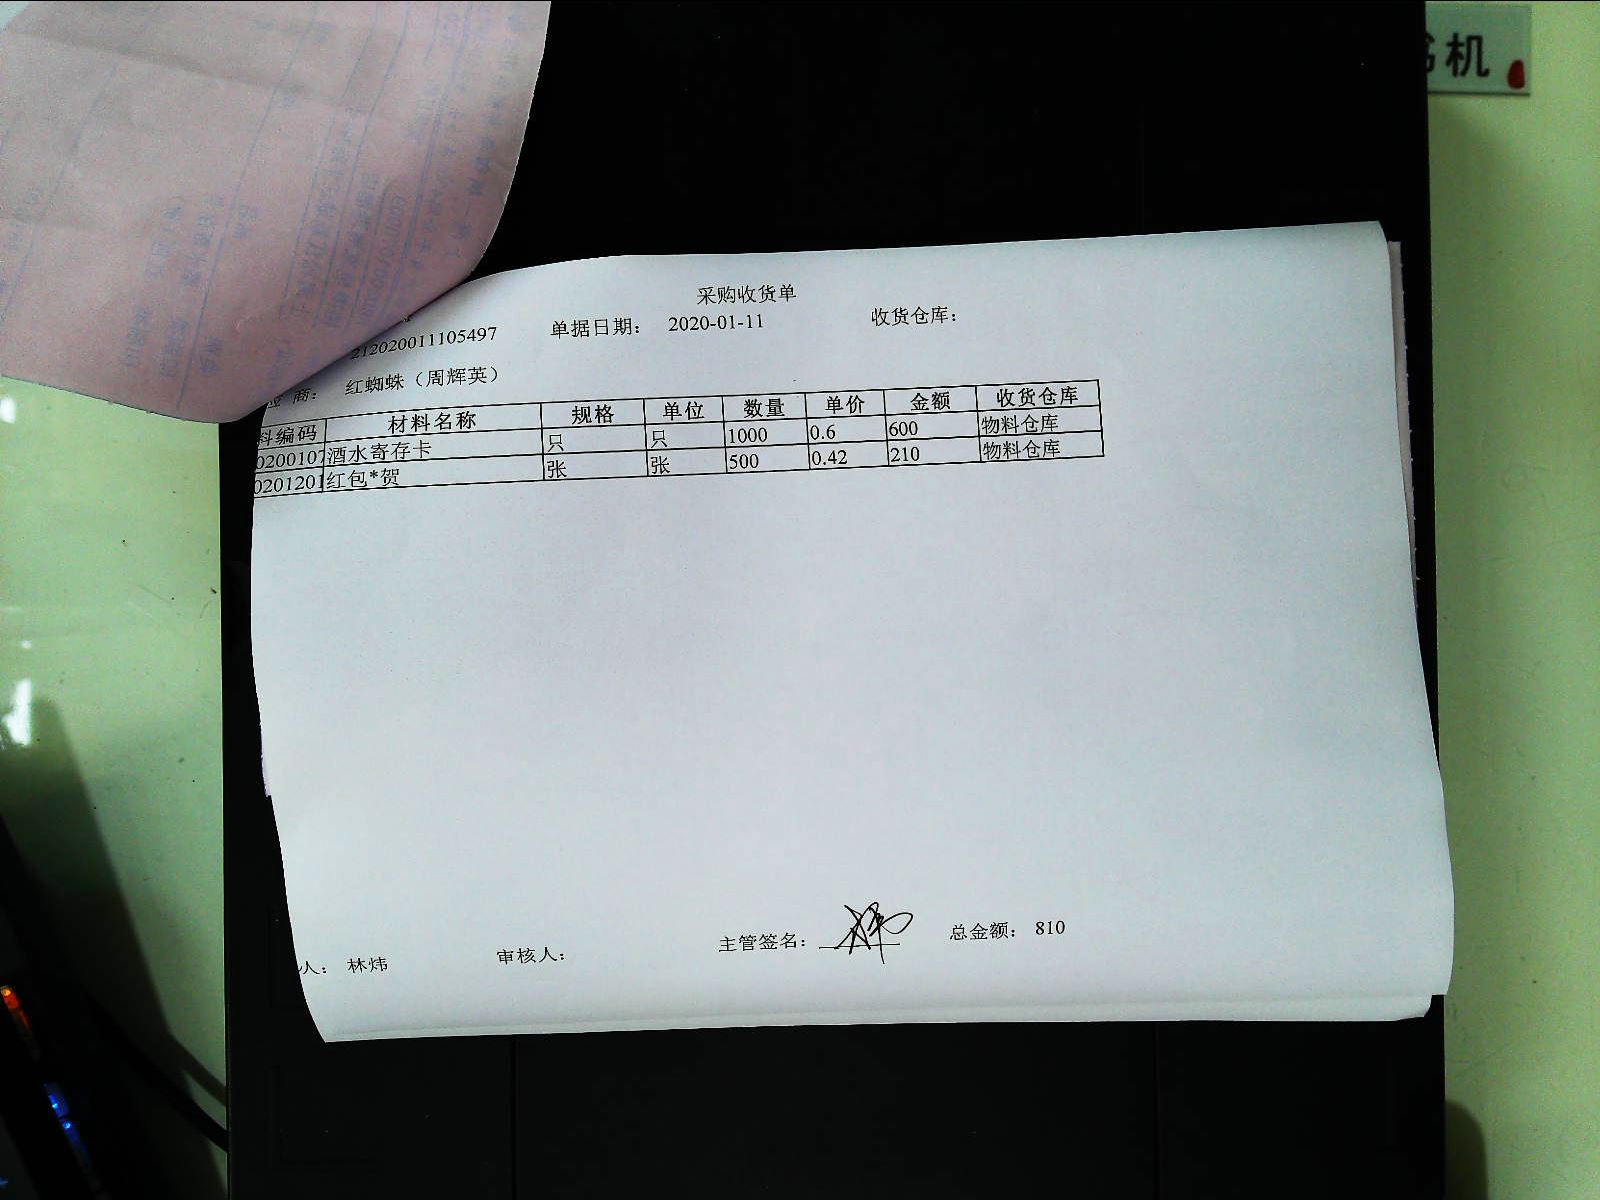 机
采购收货单
212020011105497 单据日期： 2020-01-11 收货仓库：
商： 红蜘蛛（周辉英）
料编码 材料名称 规格 单位 数量 单价 金额 收货仓库
0200107 酒水寄存卡 只 只 1000 0.6 600 物料仓库
0201201 红包*贺 张 张 500 0.42 210 物料仓库
人： 林炜 审核人： 主管签名： 总金额： 810